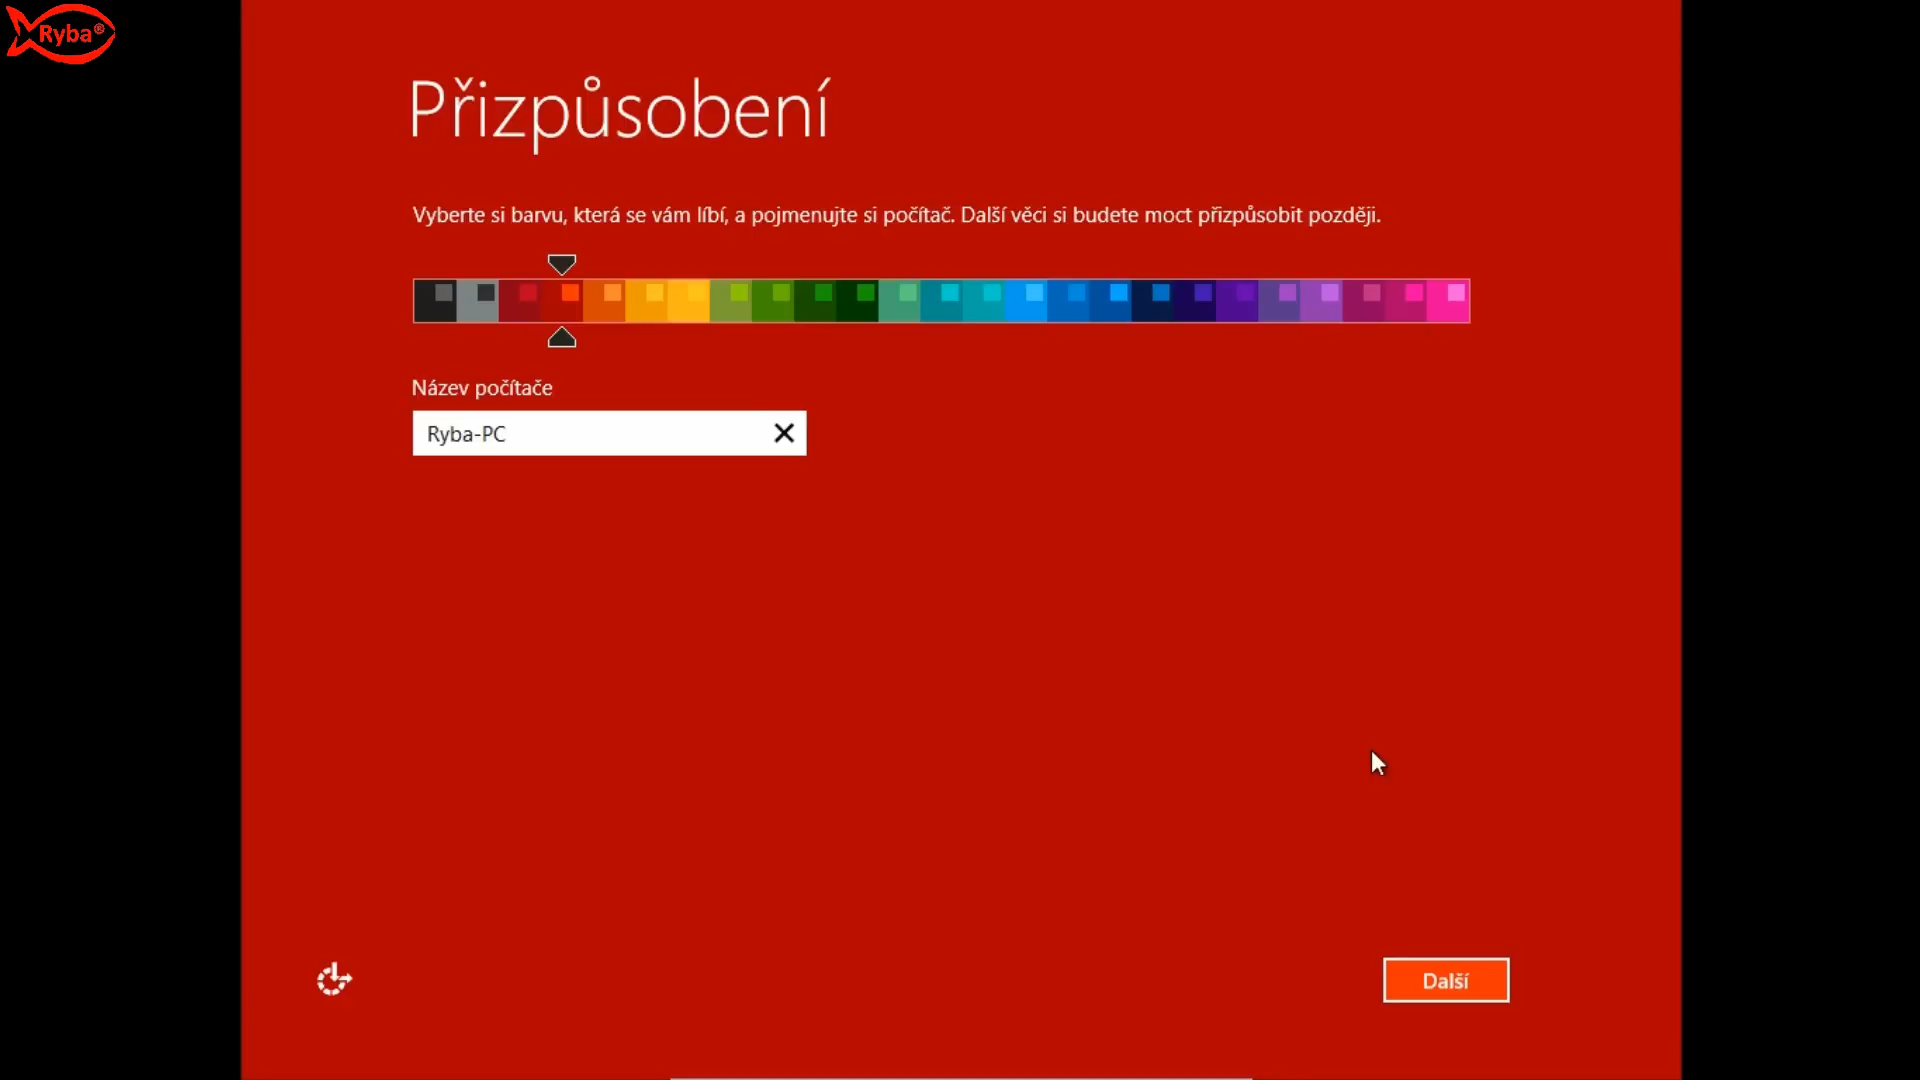 Ryba®
Přizpůsobení
Vyberte si barvu, která se vám líbí, a pojmenujte si počítač. Další věci si budete moct přizpůsobit později.
Název počítače
Ryba-PC
Další